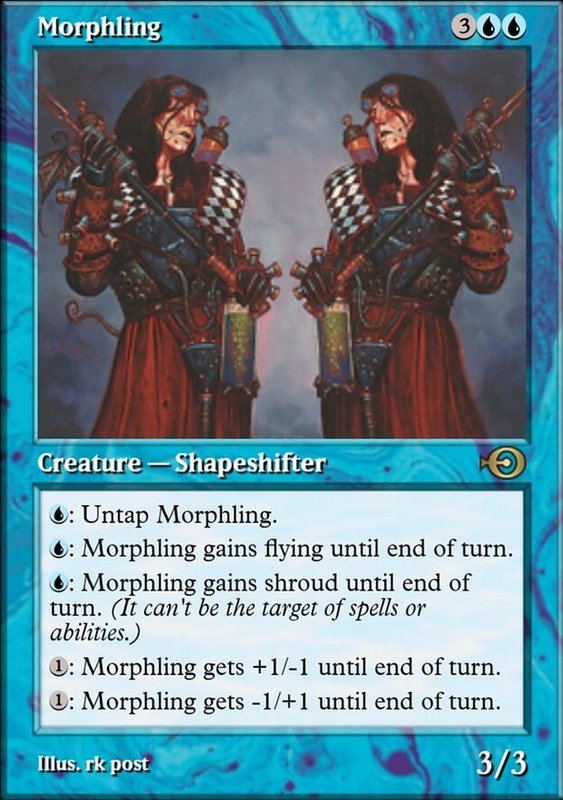 Morphling 3
Creature — Shapeshifter
: Untap Morphling.
: Morphling gains flying until end of turn.
: Morphling gains shroud until end of
turn. (It can't be the target of spells or
abilities.)
1: Morphling gets +1/-1 until end of turn.
1: Morphling gets -1/+1 until end of turn.
Illus. rk post 3/3